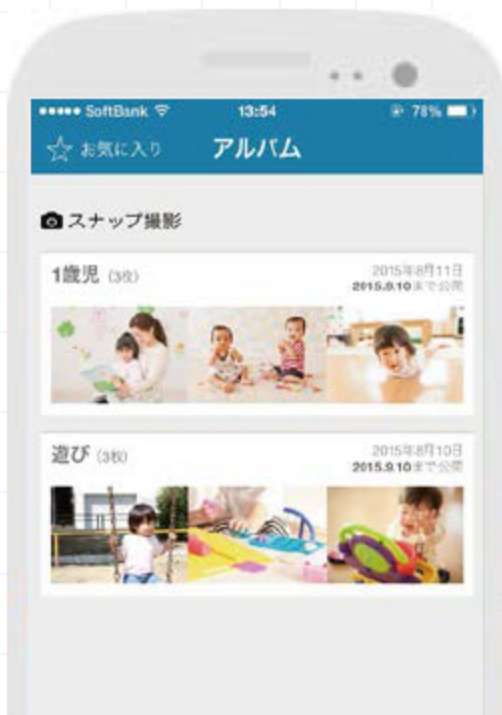 SoftBank 13:54 78%
☆ お気に入り アルバム
スナップ撮影
1歳児 (3枚) 2015年8月11日
2015.9.10まで公開
遊び (3枚) 2015年8月10日
2015.9.10まで公開